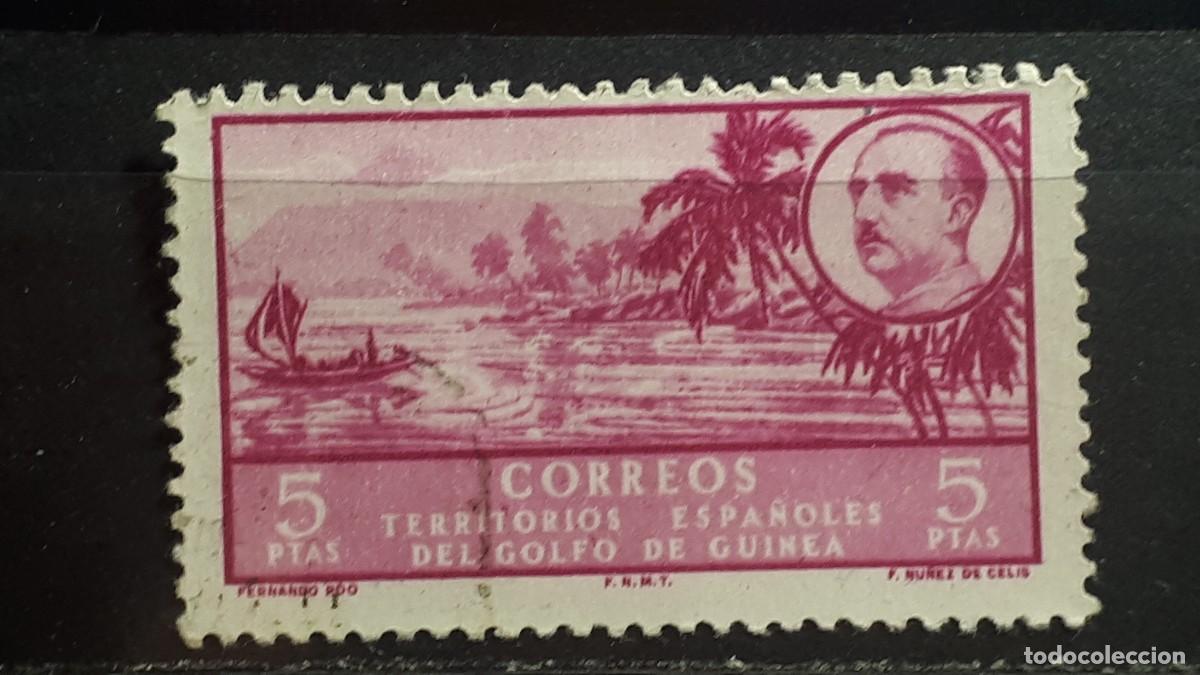 5 CORREOS 5
PTAS TERRITORIOS ESPAÑOLES PTAS
DEL GOLFO DE GUINEA
FERNANDO POO F. N. M. T. F. NUÑEZ DE CELIS
todocoleccion